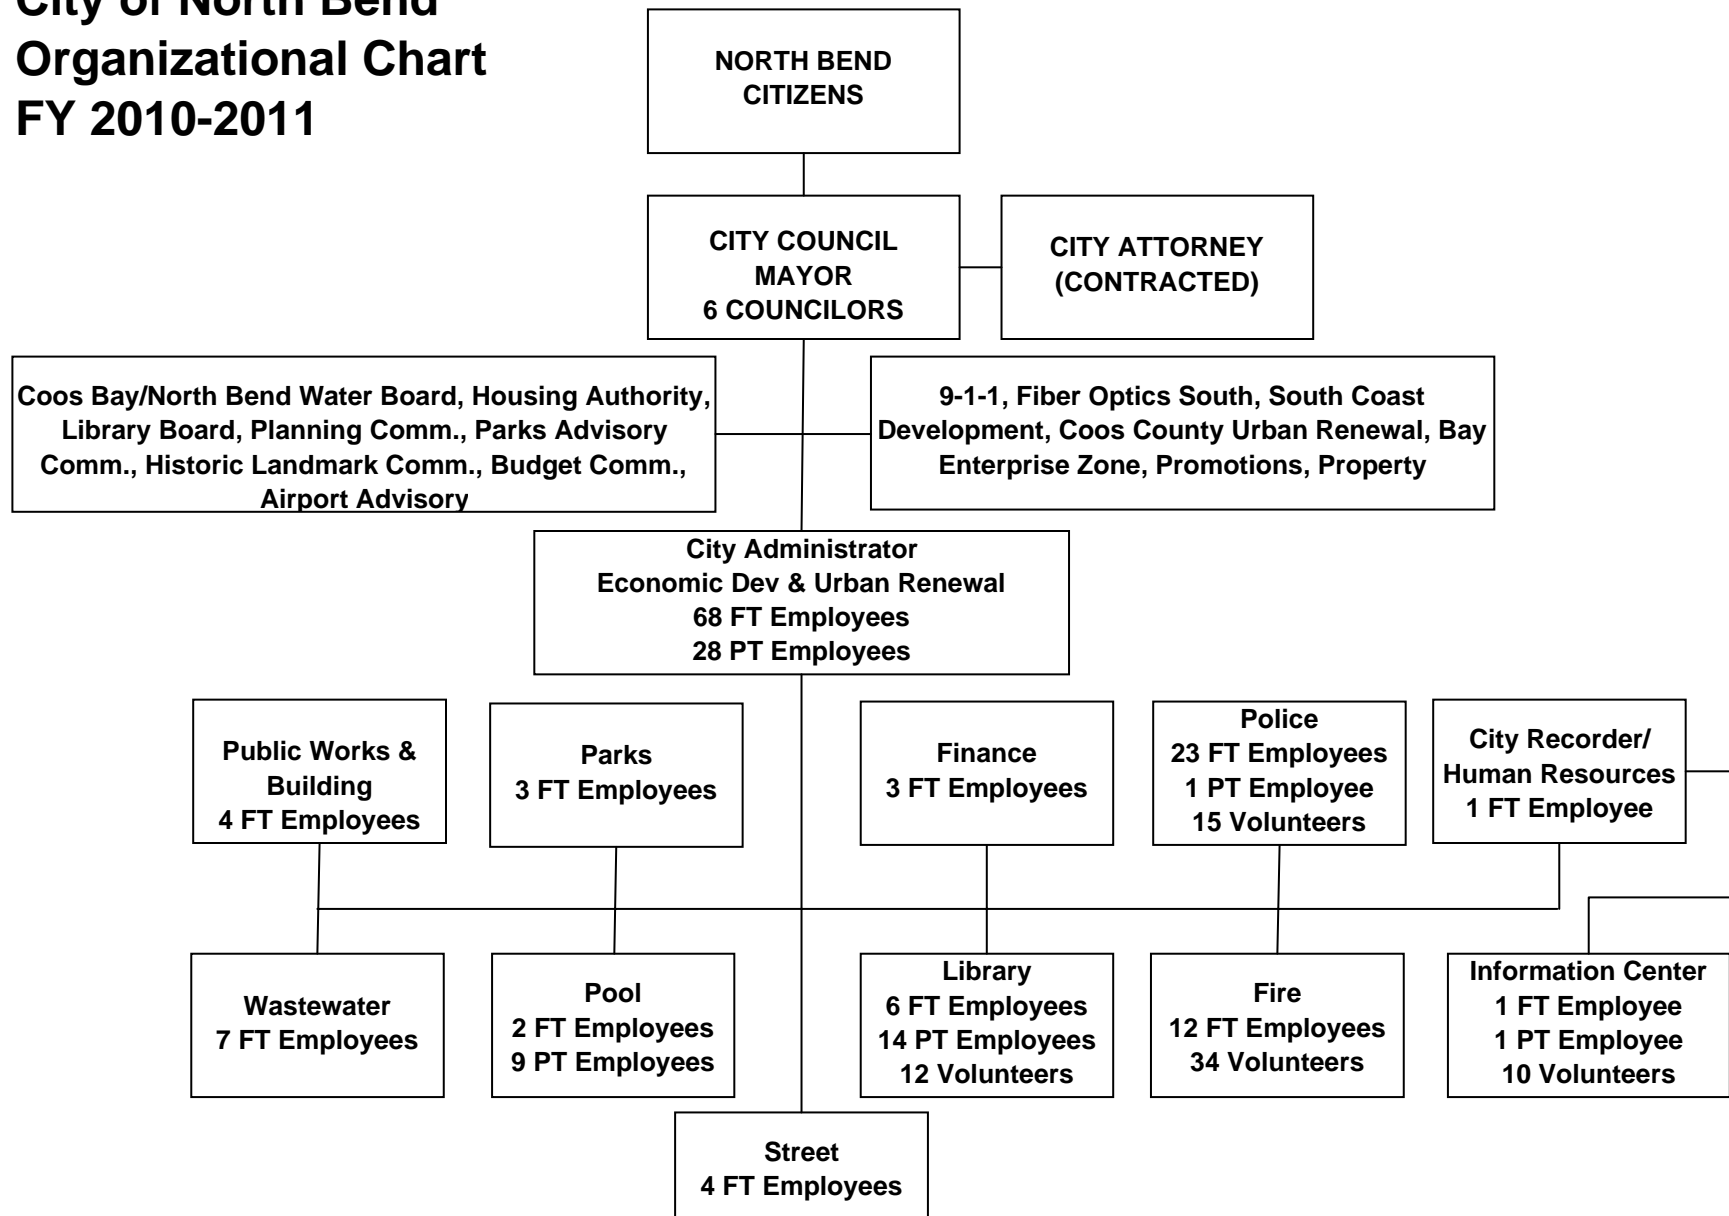 City of North Bend
Organizational Chart
FY 2010-2011
NORTH BEND
CITIZENS
CITY COUNCIL
MAYOR
6 COUNCILORS
CITY ATTORNEY
(CONTRACTED)
Coos Bay/North Bend Water Board, Housing Authority,
Library Board, Planning Comm., Parks Advisory
Comm., Historic Landmark Comm., Budget Comm.,
Airport Advisory
9-1-1, Fiber Optics South, South Coast
Development, Coos County Urban Renewal, Bay
Enterprise Zone, Promotions, Property
City Administrator
Economic Dev & Urban Renewal
68 FT Employees
28 PT Employees
Public Works &
Building
4 FT Employees
Parks
3 FT Employees
Finance
3 FT Employees
Police
23 FT Employees
1 PT Employee
15 Volunteers
City Recorder/
Human Resources
1 FT Employee
Wastewater
7 FT Employees
Pool
2 FT Employees
9 PT Employees
Library
6 FT Employees
14 PT Employees
12 Volunteers
Fire
12 FT Employees
34 Volunteers
Information Center
1 FT Employee
1 PT Employee
10 Volunteers
Street
4 FT Employees